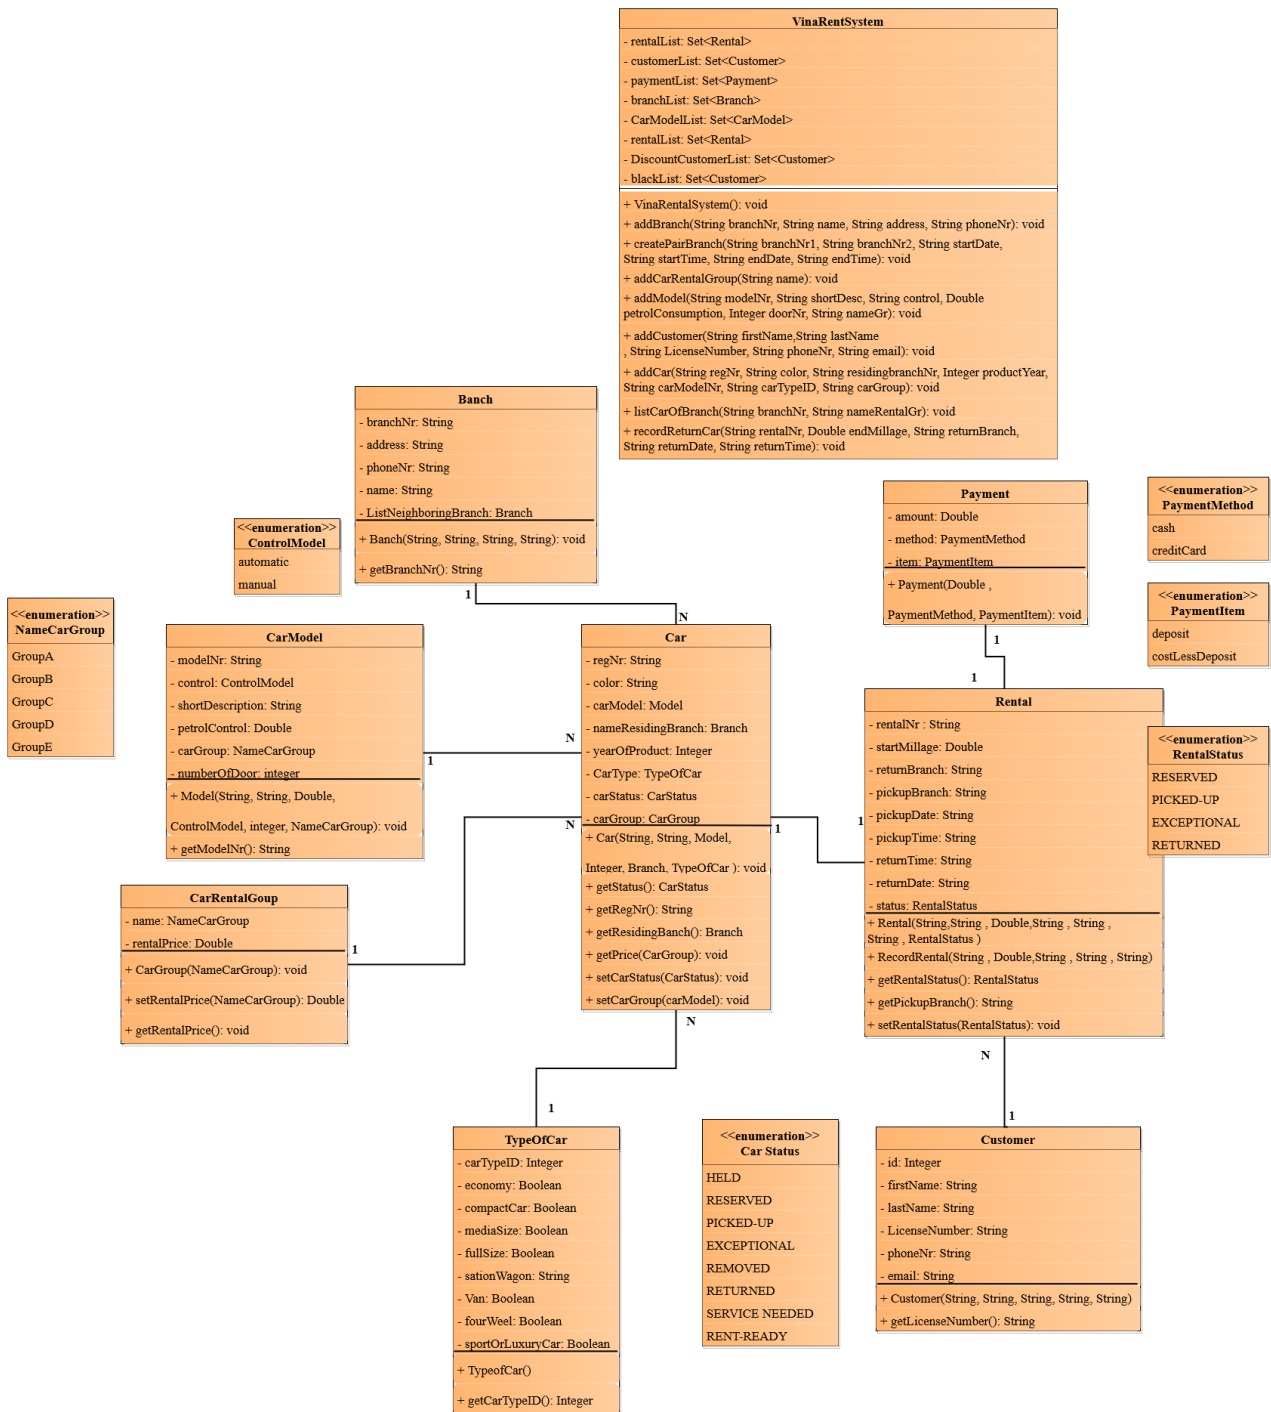 VinaRentSystem
- rentalList: Set<Rental>
- customerList: Set<Customer>
- paymentList: Set<Payment>
- branchList: Set<Branch>
- CarModelList: Set<CarModel>
- rentalList: Set<Rental>
- DiscountCustomerList: Set<Customer>
- blackList: Set<Customer>
+ VinaRentalSystem(): void
+ addBranch(String branchNr, String name, String address, String phoneNr): void
+ createPairBranch(String branchNr1, String branchNr2, String startDate,
String startTime, String endDate, String endTime): void
+ addCarRentalGroup(String name): void
+ addModel(String modelNr, String shortDesc, String control, Double
petrolConsumption, Integer doorNr, String nameGr): void
+ addCustomer(String firstName,String lastName
, String LicenseNumber, String phoneNr, String email): void
+ addCar(String regNr, String color, String residingbranchNr, Integer productYear,
String carModelNr, String carTypeID, String carGroup): void
+ listCarOfBranch(String branchNr, String nameRentalGr): void
+ recordReturnCar(String rentalNr, Double endMillage, String returnBranch,
String returnDate, String returnTime): void
Banch
- branchNr: String
- address: String
- phoneNr: String
- name: String
- ListNeighboringBranch: Branch
+ Banch(String, String, String, String): void
+ getBranchNr(): String
<<enumeration>>
ControlModel
automatic
manual
Payment
- amount: Double
- method: PaymentMethod
- item: PaymentItem
+ Payment(Double ,
PaymentMethod, PaymentItem): void
<<enumeration>>
PaymentMethod
cash
creditCard
<<enumeration>>
PaymentItem
deposit
costLessDeposit
<<enumeration>>
NameCarGroup
GroupA
GroupB
GroupC
GroupD
GroupE
1
N
CarModel
- modelNr: String
- control: ControlModel
- shortDescription: String
- petrolControl: Double
- carGroup: NameCarGroup
- numberOfDoor: integer
+ Model(String, String, Double,
ControlModel, integer, NameCarGroup): void
+ getModelNr(): String
1
N
Car
- regNr: String
- color: String
- carModel: Model
- nameResidingBranch: Branch
- yearOfProduct: Integer
- CarType: TypeOfCar
- carStatus: CarStatus
- carGroup: CarGroup
+ Car(String, String, Model,
Integer, Branch, TypeOfCar ): void
+ getStatus(): CarStatus
+ getRegNr(): String
+ getResidingBanch(): Branch
+ getPrice(CarGroup): void
+ setCarStatus(CarStatus): void
+ setCarGroup(carModel): void
N
1
1
1
1
Rental
- rentalNr : String
- startMillage: Double
- returnBranch: String
- pickupBranch: String
- pickupDate: String
- pickupTime: String
- returnTime: String
- returnDate: String
- status: RentalStatus
+ Rental(String,String , Double,String , String ,
String , RentalStatus )
+ RecordRental(String , Double,String , String , String)
+ getRentalStatus(): RentalStatus
+ getPickupBranch(): String
+ setRentalStatus(RentalStatus): void
<<enumeration>>
RentalStatus
RESERVED
PICKED-UP
EXCEPTIONAL
RETURNED
CarRentalGoup
- name: NameCarGroup
- rentalPrice: Double
+ CarGroup(NameCarGroup): void
+ setRentalPrice(NameCarGroup): Double
+ getRentalPrice(): void
1
N
1
N
1
TypeOfCar
- carTypeID: Integer
- economy: Boolean
- compactCar: Boolean
- mediaSize: Boolean
- fullSize: Boolean
- sationWagon: String
- Van: Boolean
- fourWeel: Boolean
- sportOrLuxuryCar: Boolean
+ TypeofCar()
+ getCarTypeID(): Integer
<<enumeration>>
Car Status
HELD
RESERVED
PICKED-UP
EXCEPTIONAL
REMOVED
RETURNED
SERVICE NEEDED
RENT-READY
Customer
- id: Integer
- firstName: String
- lastName: String
- LicenseNumber: String
- phoneNr: String
- email: String
+ Customer(String, String, String, String, String)
+ getLicenseNumber(): String